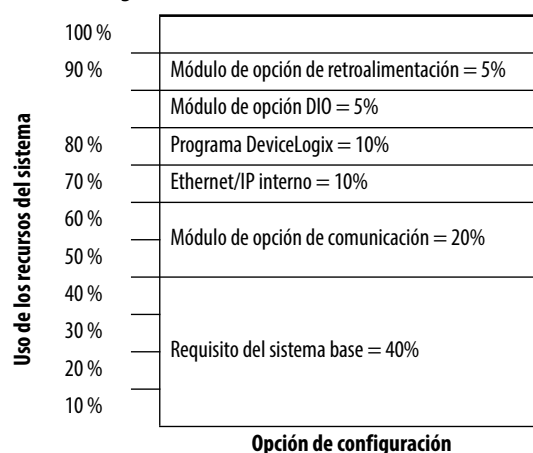 100 %
90 %
Módulo de opción de retroalimentación = 5%
Módulo de opción DIO = 5%
80 %
Programa DeviceLogix = 10%
70 %
Ethernet/IP interno = 10%
60 %
Módulo de opción de comunicación = 20%
50 %
40 %
30 %
Requisito del sistema base = 40%
20 %
10 %
Uso de los recursos del sistema
Opción de configuración